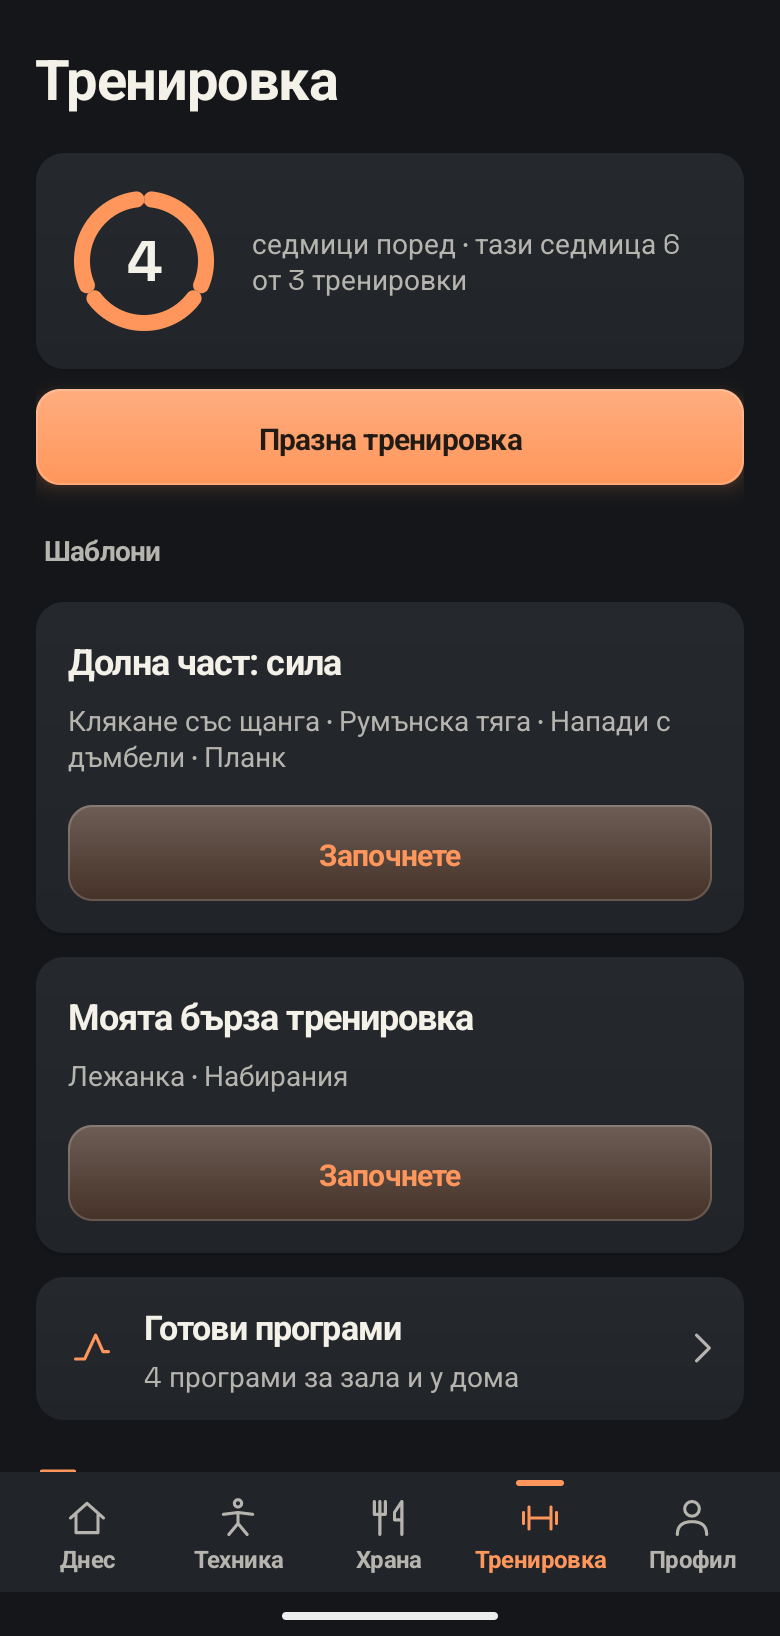 Тренировка
4
седмици поред · тази седмица 6
от 3 тренировки
Празна тренировка
Шаблони
Долна част: сила
Клякане със щанга · Румънска тяга · Напади с
дъмбели · Планк
Започнете
Моята бърза тренировка
Лежанка · Набирания
Започнете
Готови програми
4 програми за зала и у дома
Днес
Техника
Храна
Тренировка
Профил